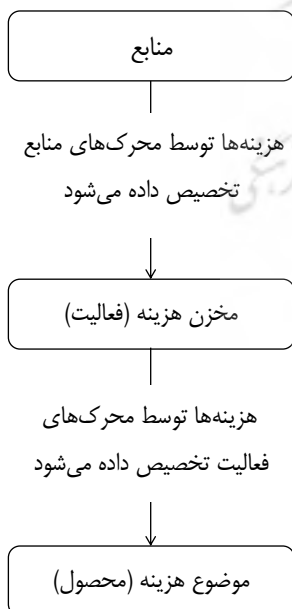 منابع
هزینه‌ها توسط محرک‌های منابع
تخصیص داده می‌شود
مخزن هزینه (فعالیت)
هزینه‌ها توسط محرک‌های
فعالیت تخصیص داده می‌شود
موضوع هزینه (محصول)